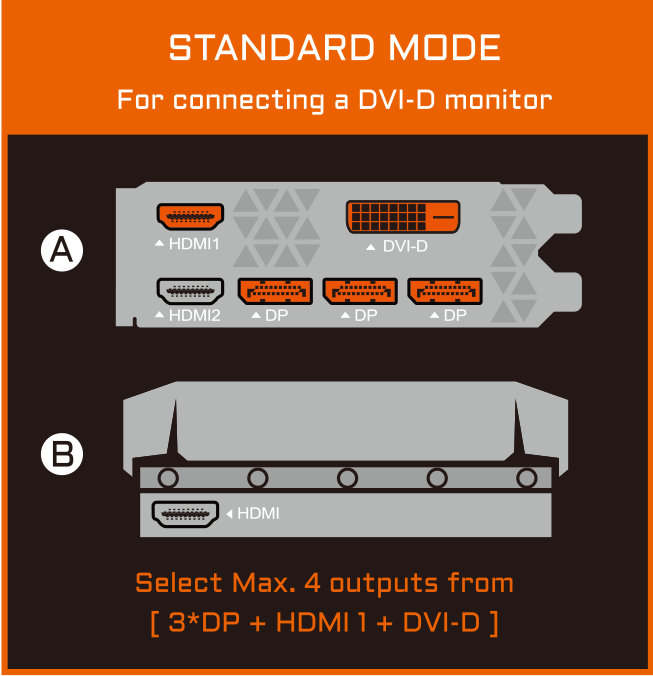 STANDARD MODE
For connecting a DVI-D monitor
A
HDMI1
DVI-D
HDMI2
DP
DP
DP
B
HDMI
Select Max. 4 outputs from
[ 3*DP + HDMI 1 + DVI-D ]